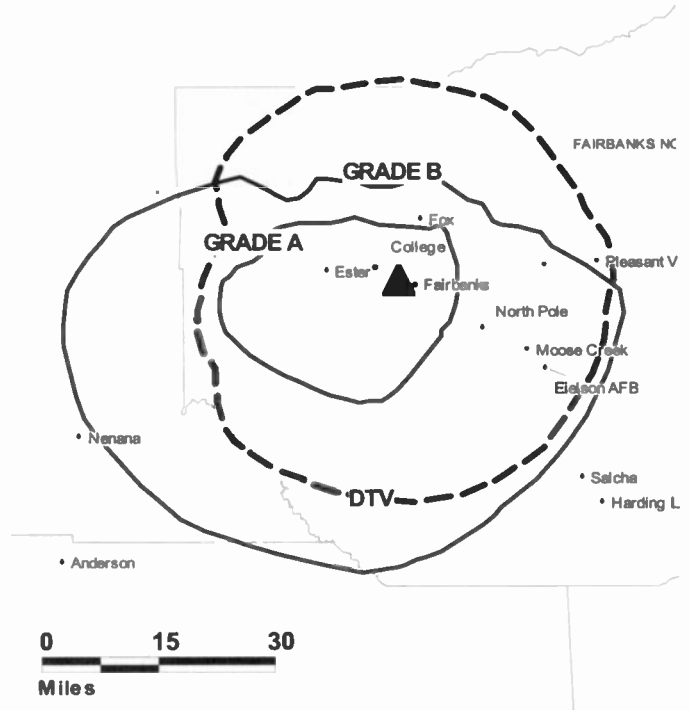 FAIRBANKS NO
GRADE B
Fox
GRADE A
College
Pleasant V
Ester
Fairbanks
North Pole
Moose Creek
Eielson AFB
Nenana
Salcha
DTV
Harding L
Anderson
0 15 30
Miles